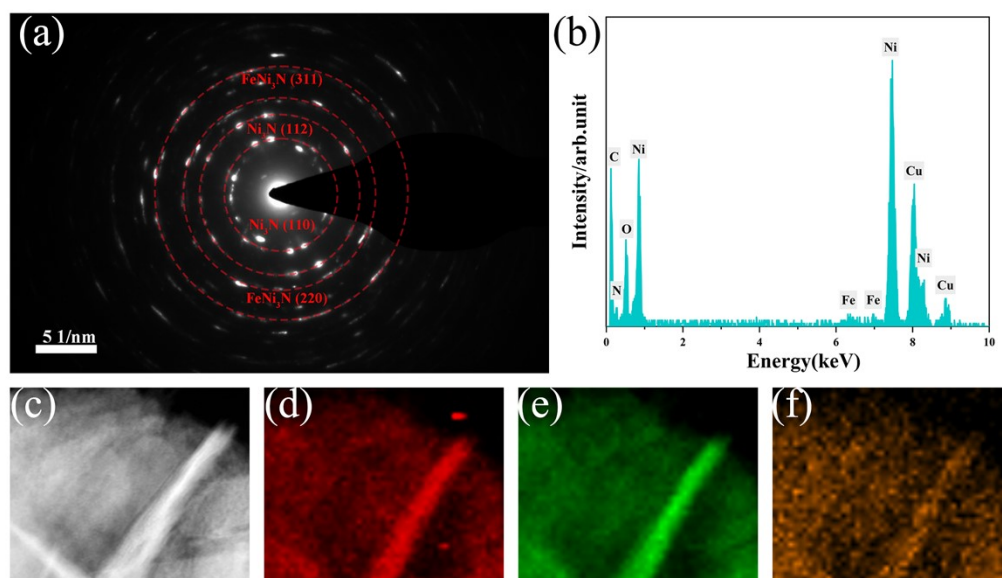 (a)
FeNi3N (311)
Ni3N (112)
Ni3N (110)
FeNi3N (220)
5 1/nm
(b)
Intensity/arb.unit
C
N
O
Ni
Fe
Fe
Ni
Cu
Ni
Cu
0
2
4
6
8
10
Energy(keV)
(c)
(d)
(e)
(f)